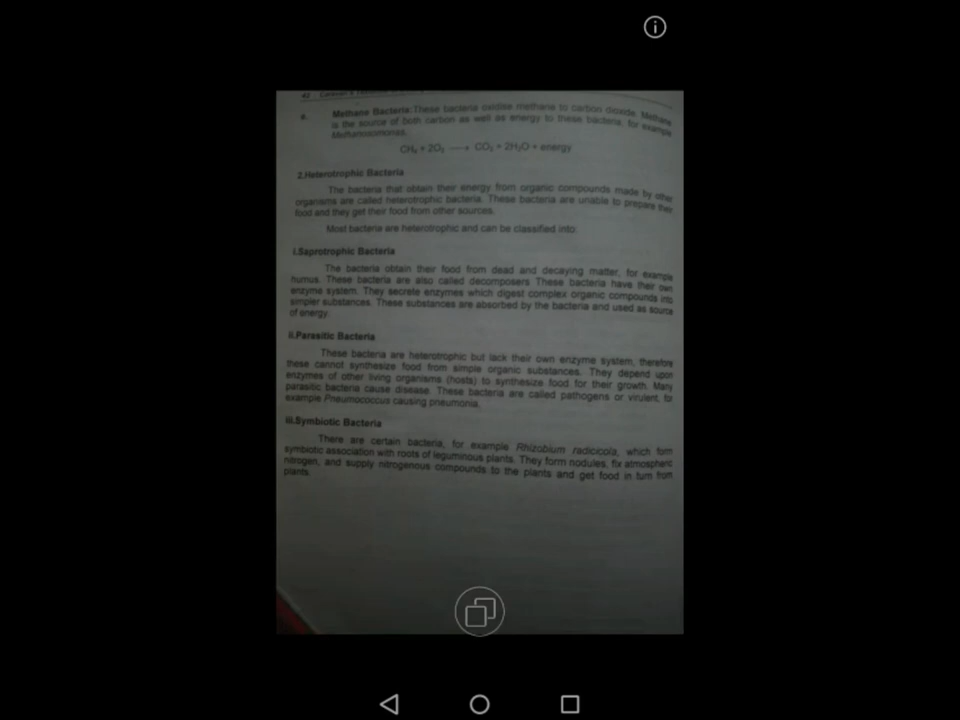 42
e. Methane Bacteria:These bacteria oxidise methane to carbon dioxide. Methane
is the source of both carbon as well as energy to these bacteria, for example
CH₄ + 2O₂ ⟶ CO₂ + 2H₂O + energy
2.Heterotrophic Bacteria
The bacteria that obtain their energy from organic compounds made by other
organisms are called heterotrophic bacteria. These bacteria are unable to prepare their
food and they get their food from other sources.
Most bacteria are heterotrophic and can be classified into:
i.Saprotrophic Bacteria
The bacteria obtain their food from dead and decaying matter, for example
humus. These bacteria are also called decomposers These bacteria have their own
enzyme system. They secrete enzymes which digest complex organic compounds into
simpler substances. These substances are absorbed by the bacteria and used as source
of energy.
ii.Parasitic Bacteria
These bacteria are heterotrophic but lack their own enzyme system, therefore
these cannot synthesize food from simple organic substances. They depend upon
enzymes of other living organisms (hosts) to synthesize food for their growth. Many
parasitic bacteria cause disease. These bacteria are called pathogens or virulent, for
example Pneumococcus causing pneumonia.
iii.Symbiotic Bacteria
There are certain bacteria, for example Rhizobium radicicola, which form
symbiotic association with roots of leguminous plants. They form nodules, fix atmospheric
nitrogen, and supply nitrogenous compounds to the plants and get food in turn from
plants.